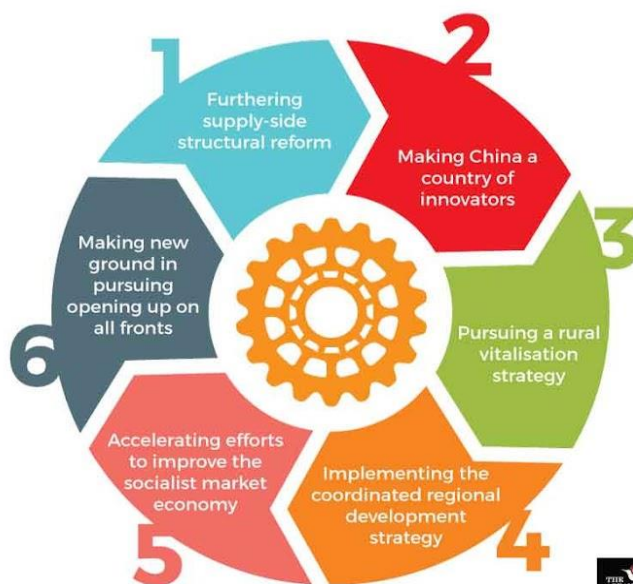 1
Furthering
supply-side
structural reform
2
Making China a
country of
innovators
3
Pursuing a rural
vitalisation
strategy
4
Implementing the
coordinated regional
development
strategy
5
Accelerating efforts
to improve the
socialist market
economy
6
Making new
ground in
pursuing
opening up on
all fronts
THE